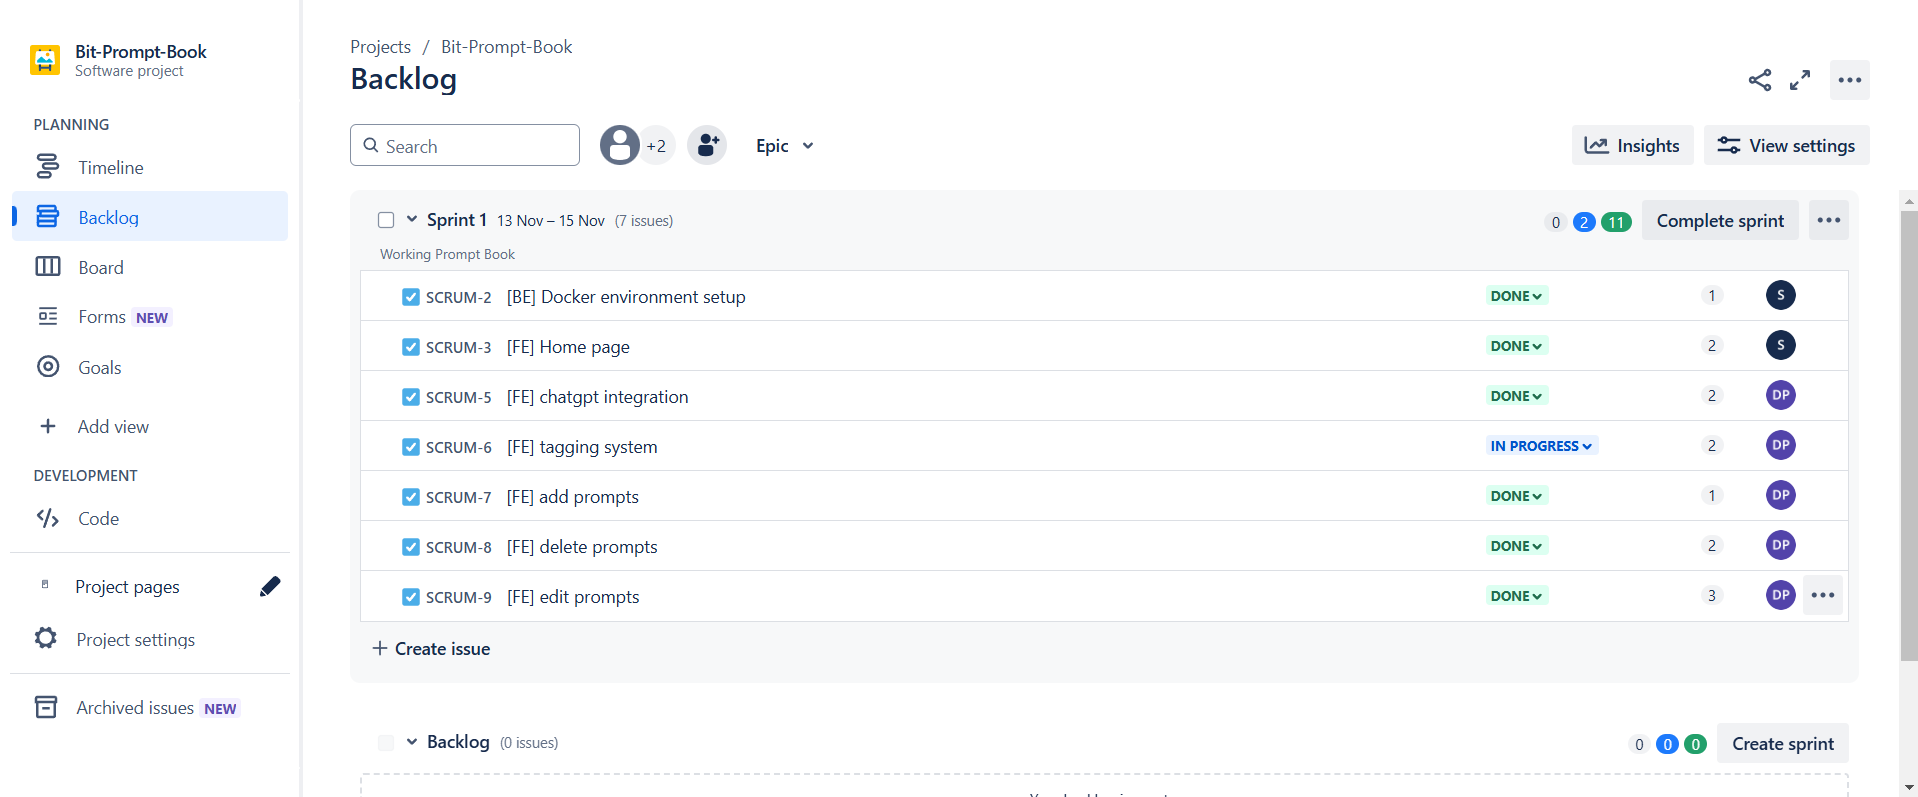 Bit-Prompt-Book
Software project
PLANNING
Timeline
Backlog
Board
Forms NEW
Goals
Add view
DEVELOPMENT
Code
Project pages
Project settings
Archived issues NEW
Projects / Bit-Prompt-Book
Backlog
Search +2 Epic Insights View settings
Sprint 1 13 Nov – 15 Nov (7 issues) 0 2 11 Complete sprint
Working Prompt Book
SCRUM-2 [BE] Docker environment setup DONE 1 S
SCRUM-3 [FE] Home page DONE 2 S
SCRUM-5 [FE] chatgpt integration DONE 2 DP
SCRUM-6 [FE] tagging system IN PROGRESS 2 DP
SCRUM-7 [FE] add prompts DONE 1 DP
SCRUM-8 [FE] delete prompts DONE 2 DP
SCRUM-9 [FE] edit prompts DONE 3 DP
Create issue
Backlog (0 issues) 0 0 0 Create sprint